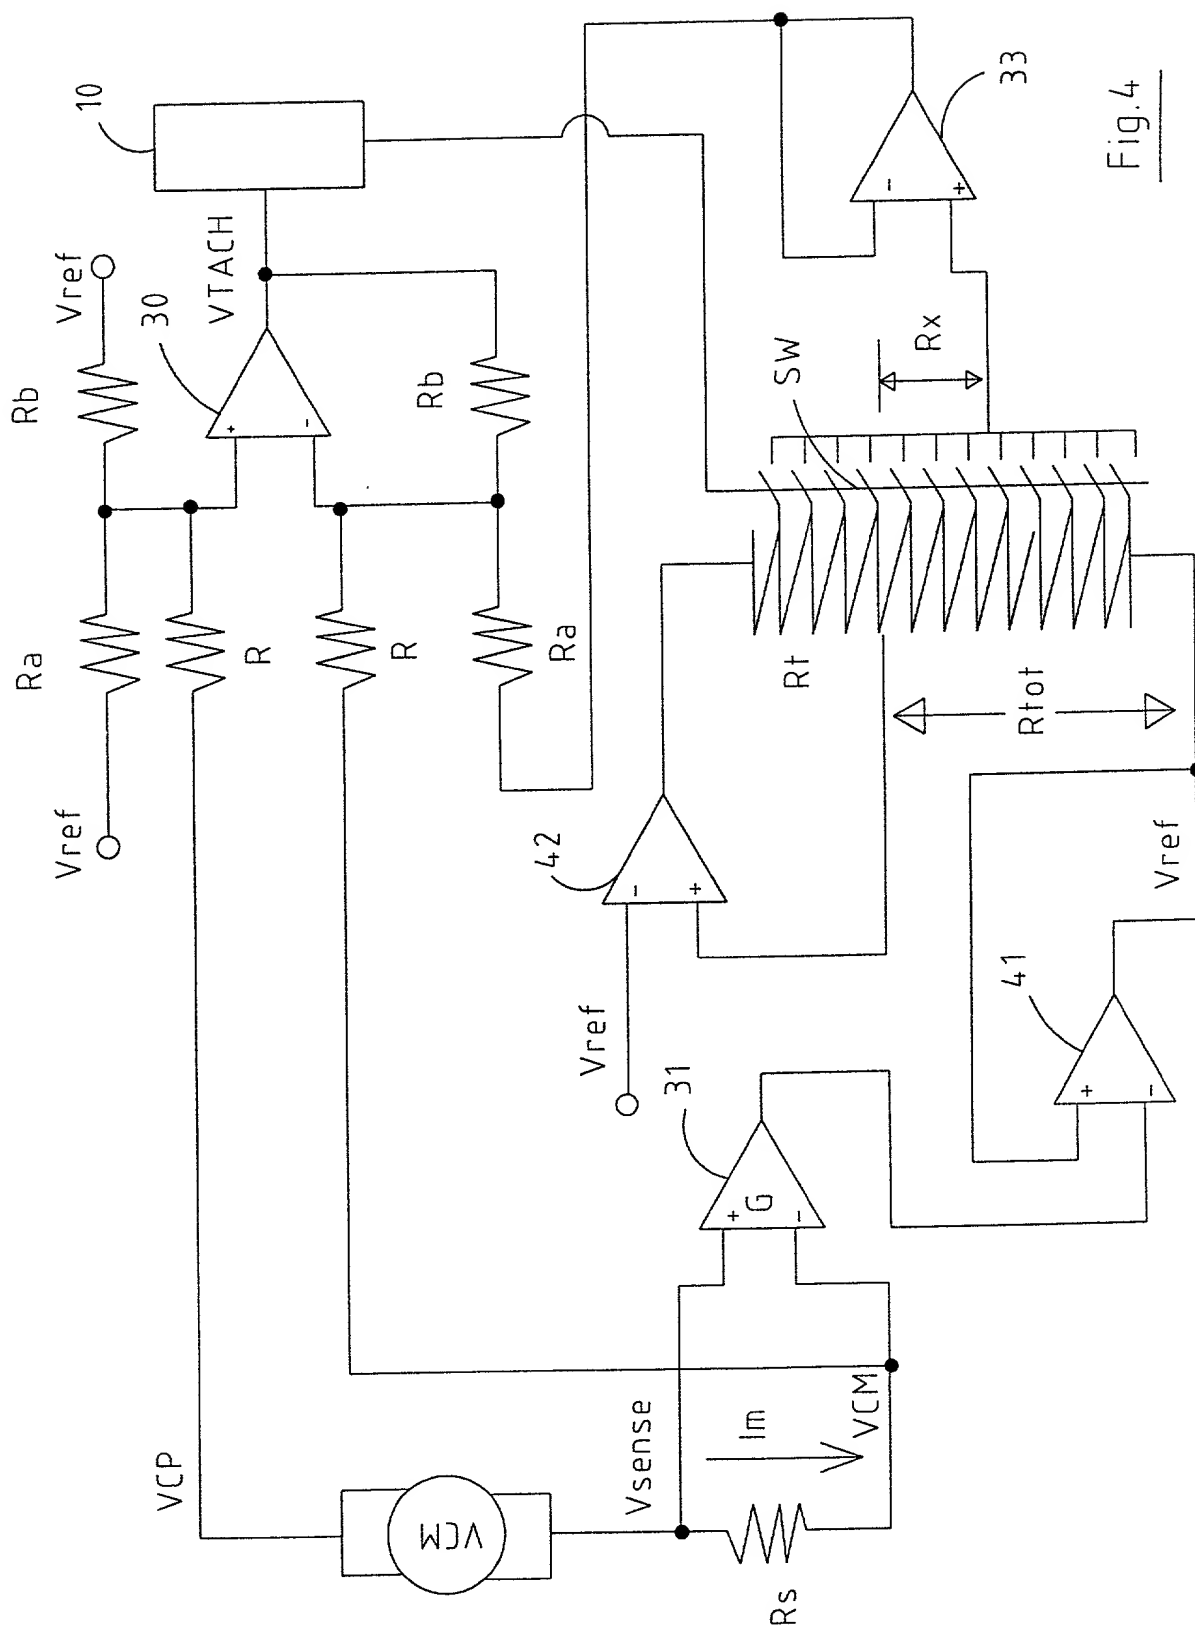 10
33
Fig.4
Vref
VTACH
30
Rb
+
-
Rb
-
+
Rx
SW
Ra
R
R
Ra
Rt
Rtot
Vref
42
-
+
Vref
41
Vref
31
G
+
-
+
-
VCP
Vsense
Im
VCM
VCM
Rs